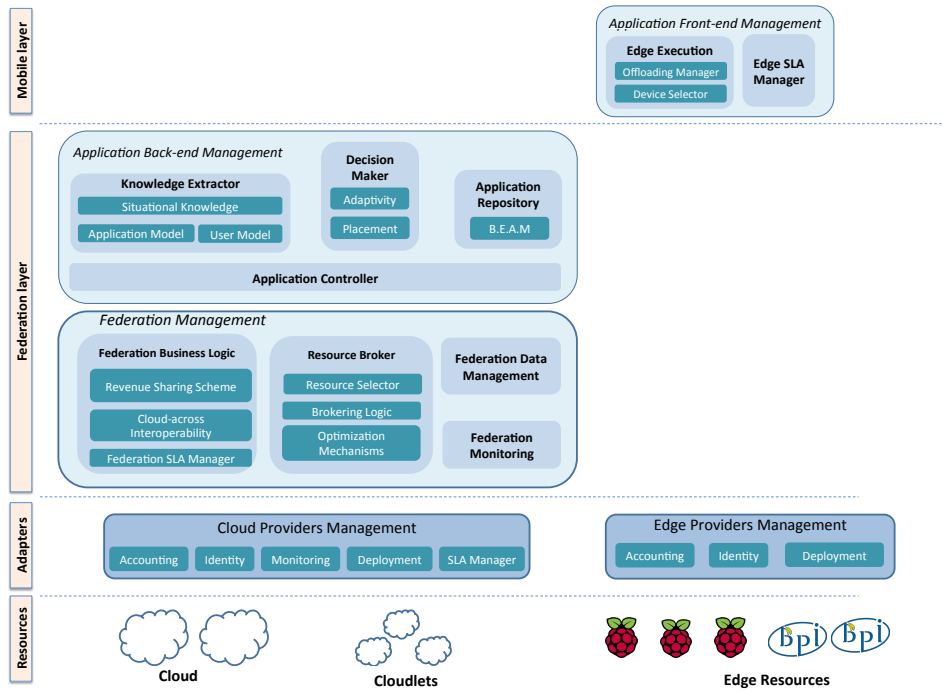 Mobile layer
Application Front-end Management
Edge Execution
Offloading Manager
Device Selector
Edge SLA
Manager
Federation layer
Application Back-end Management
Knowledge Extractor
Situational Knowledge
Application Model
User Model
Decision
Maker
Adaptivity
Placement
Application
Repository
B.E.A.M
Application Controller
Federation Management
Federation Business Logic
Revenue Sharing Scheme
Cloud-across
Interoperability
Federation SLA Manager
Resource Broker
Resource Selector
Brokering Logic
Optimization
Mechanisms
Federation Data
Management
Federation
Monitoring
Adapters
Cloud Providers Management
Accounting
Identity
Monitoring
Deployment
SLA Manager
Edge Providers Management
Accounting
Identity
Deployment
Resources
Cloud
Cloudlets
bpi
bpi
Edge Resources